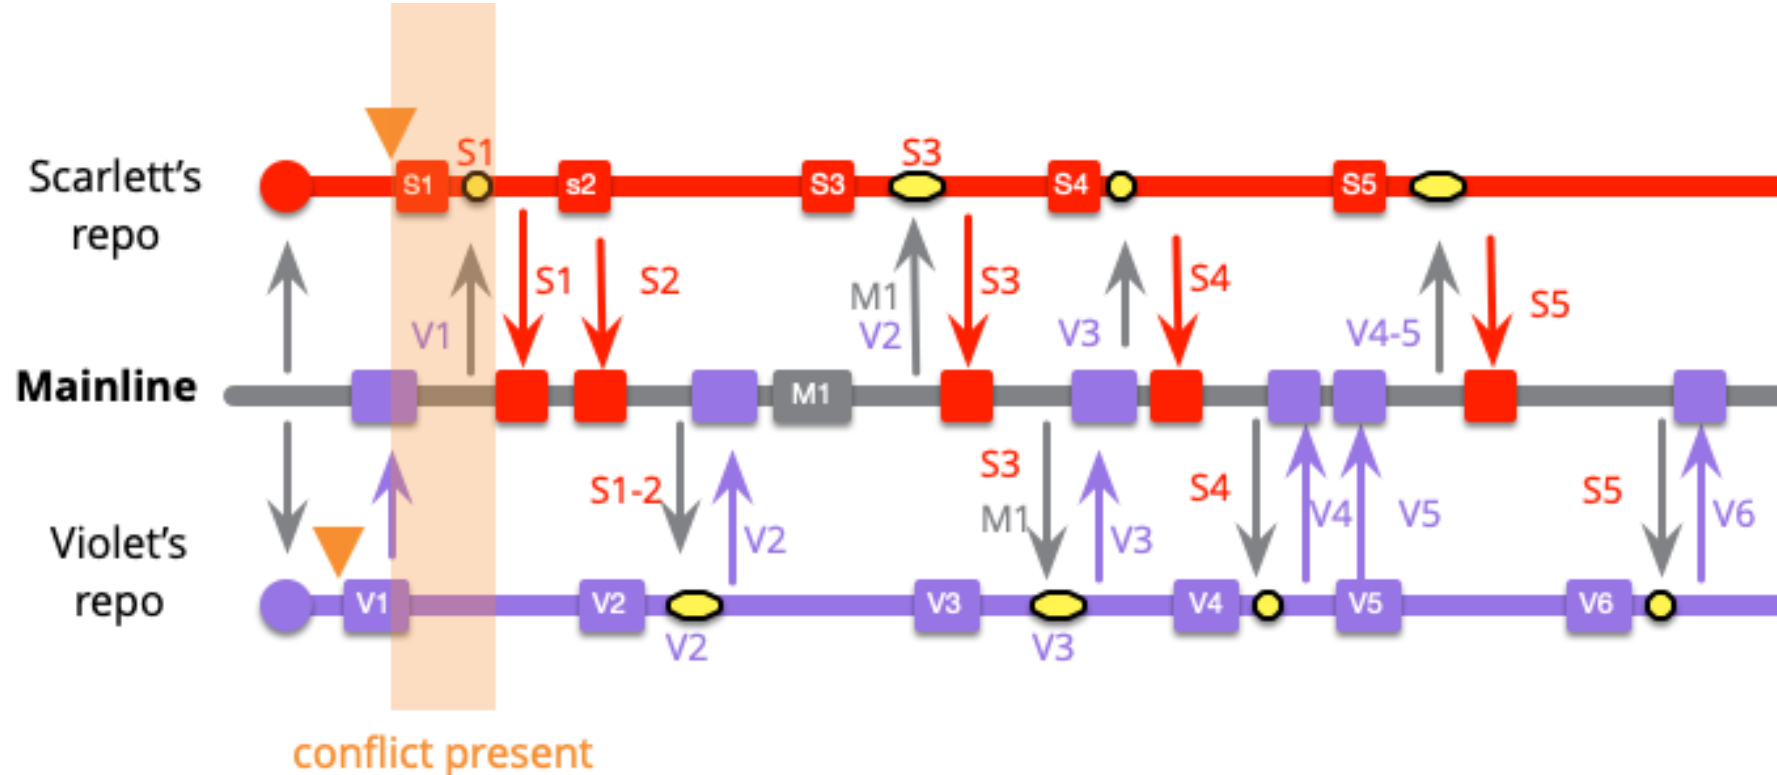 S1
S3
Scarlett's
repo
S1
s2
S3
S4
S5
S1
S2
M1
V2
S3
S4
S5
V1
V3
V4-5
Mainline
M1
S1-2
S3
M1
S4
S5
V2
V3
V4
V5
V6
Violet's
repo
V1
V2
V3
V4
V5
V6
V2
V3
conflict present